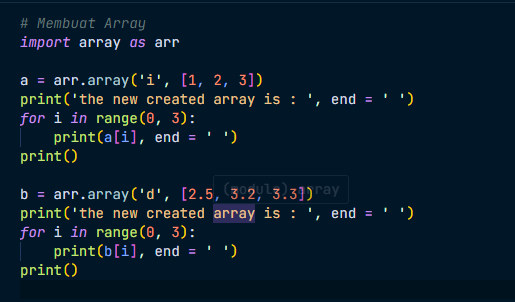 # Membuat Array
import array as arr
a = arr.array('i', [1, 2, 3])
print('the new created array is : ', end = ' ')
for i in range(0, 3):
    print(a[i], end = ' ')
print()
(module) array
b = arr.array('d', [2.5, 3.2, 3.3])
print('the new created array is : ', end = ' ')
for i in range(0, 3):
    print(b[i], end = ' ')
print()